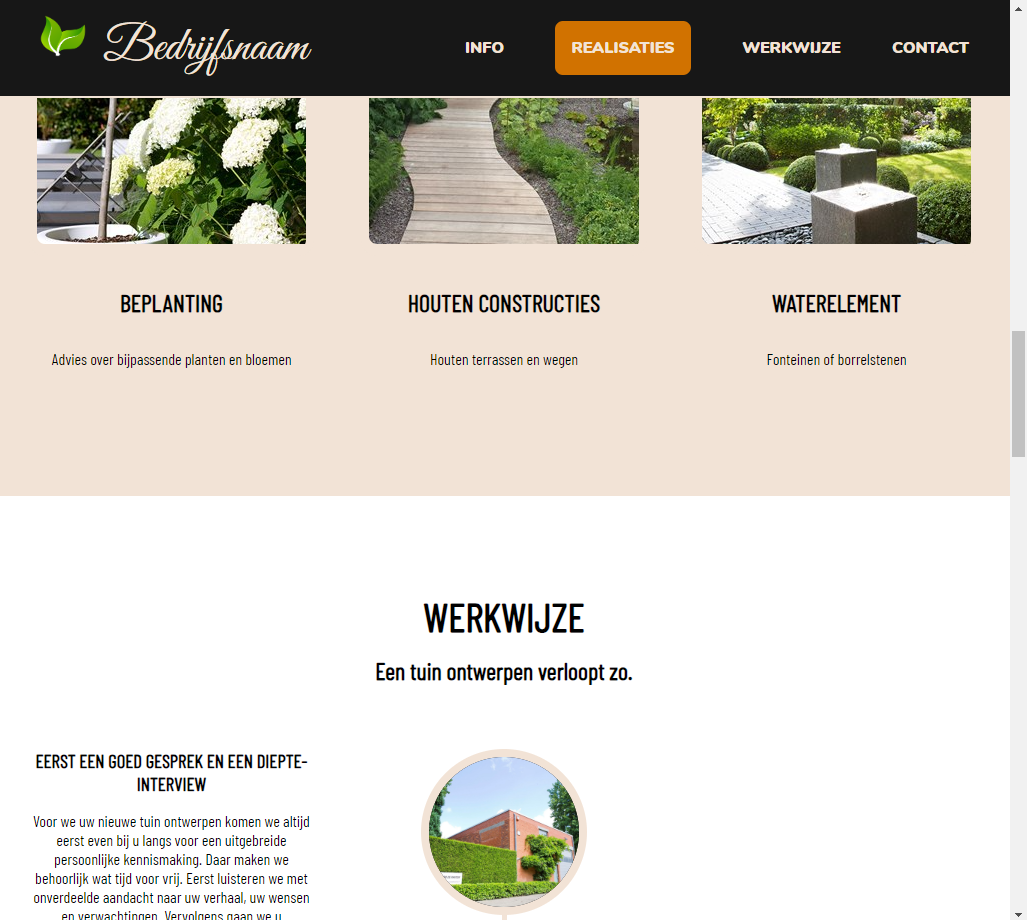 Bedrijfsnaam
INFO
REALISATIES
WERKWIJZE
CONTACT
BEPLANTING
HOUTEN CONSTRUCTIES
WATERELEMENT
Advies over bijpassende planten en bloemen
Houten terrassen en wegen
Fonteinen of borrelstenen
WERKWIJZE
Een tuin ontwerpen verloopt zo.
EERST EEN GOED GESPREK EN EEN DIEPTE-
INTERVIEW
Voor we uw nieuwe tuin ontwerpen komen we altijd
eerst even bij u langs voor een uitgebreide
persoonlijke kennismaking. Daar maken we
behoorlijk wat tijd voor vrij. Eerst luisteren we met
onverdeelde aandacht naar uw verhaal, uw wensen
en verwachtingen. Vervolgens gaan we u